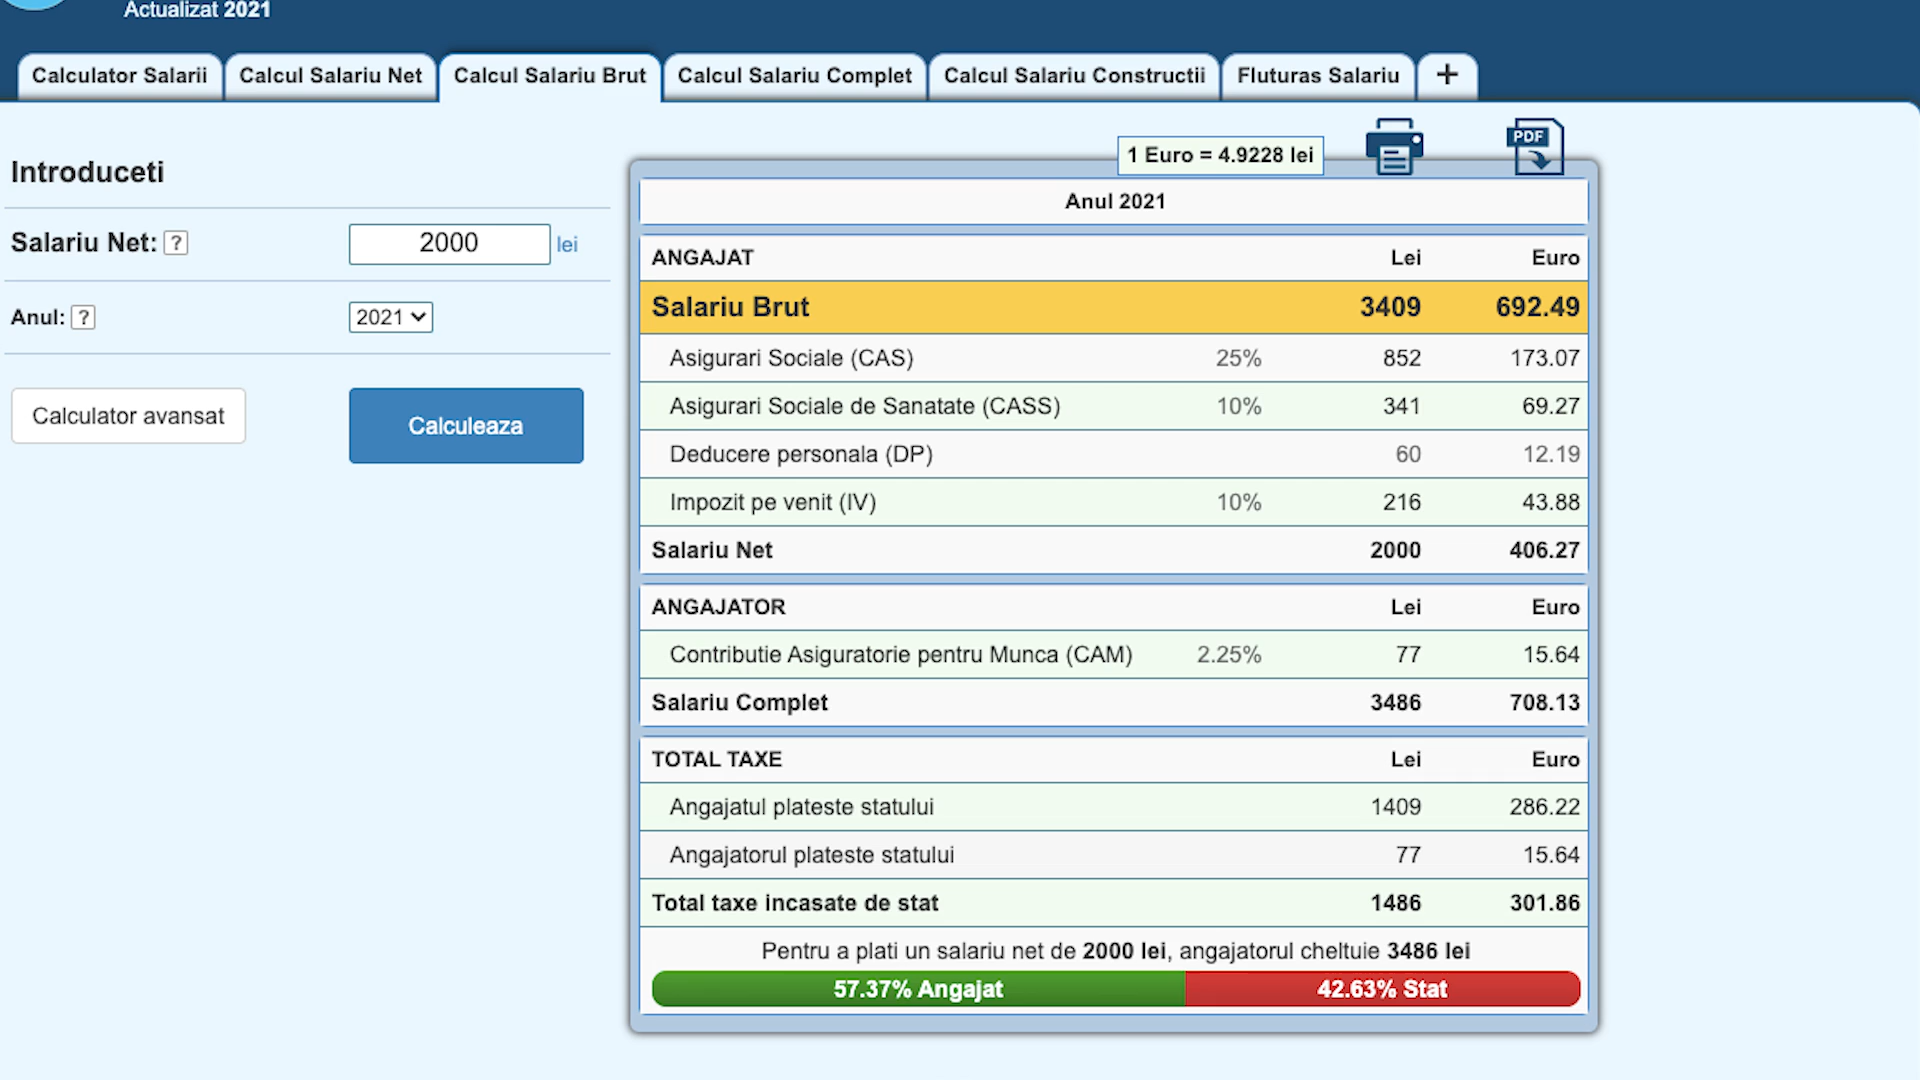 Actualizat 2021
Calculator Salarii Calcul Salariu Net Calcul Salariu Brut Calcul Salariu Complet Calcul Salariu Constructii Fluturas Salariu +
Introduceti
Salariu Net: ? 2000 lei
Anul: ? 2021
Calculator avansat Calculeaza
1 Euro = 4.9228 lei PDF
Anul 2021
ANGAJAT Lei Euro
Salariu Brut 3409 692.49
Asigurari Sociale (CAS) 25% 852 173.07
Asigurari Sociale de Sanatate (CASS) 10% 341 69.27
Deducere personala (DP) 60 12.19
Impozit pe venit (IV) 10% 216 43.88
Salariu Net 2000 406.27
ANGAJATOR Lei Euro
Contributie Asiguratorie pentru Munca (CAM) 2.25% 77 15.64
Salariu Complet 3486 708.13
TOTAL TAXE Lei Euro
Angajatul plateste statului 1409 286.22
Angajatorul plateste statului 77 15.64
Total taxe incasate de stat 1486 301.86
Pentru a plati un salariu net de 2000 lei, angajatorul cheltuie 3486 lei
57.37% Angajat 42.63% Stat